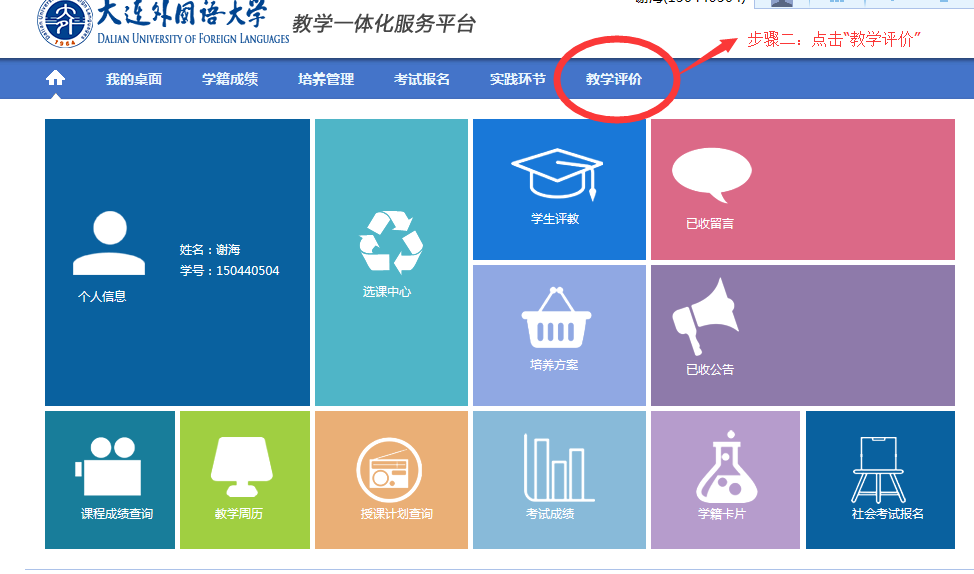 大连外国语大学
DALIAN UNIVERSITY OF FOREIGN LANGUAGES
1964
教学一体化服务平台
谢海(150440504)
步骤二：点击“教学评价”
我的桌面
学籍成绩
培养管理
考试报名
实践环节
教学评价
姓名：谢海
学号：150440504
个人信息
选课中心
学生评教
已收留言
培养方案
已收公告
课程成绩查询
教学周历
授课计划查询
考试成绩
学籍卡片
社会考试报名